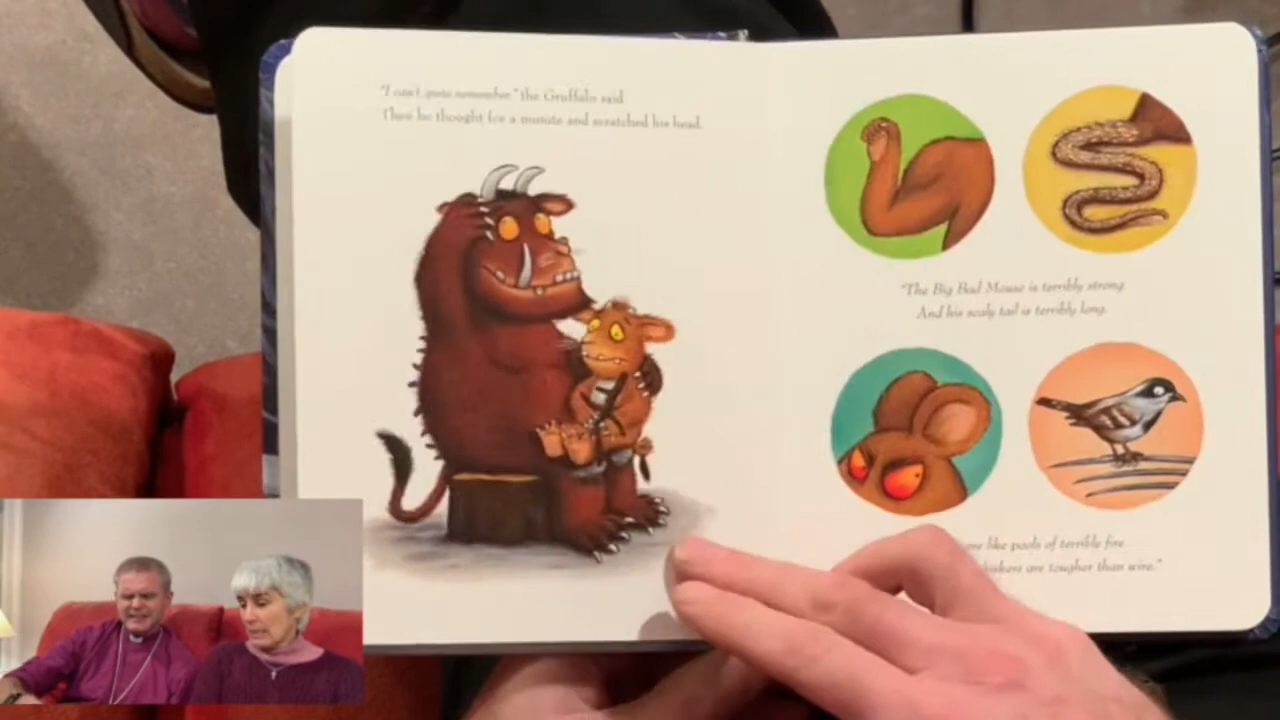 "I can't quite remember," the Gruffalo said.
Then he thought for a minute and scratched his head.
"The Big Bad Mouse is terribly strong
And his scaly tail is terribly long.
like pools of terrible fire
are tougher than wire."